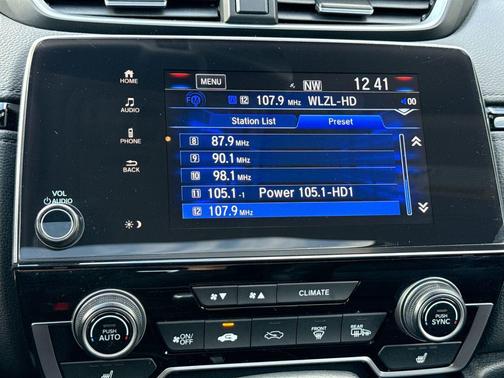 HOME
AUDIO
PHONE
BACK
VOL
AUDIO
MENU
NW
12 41
FM 12 107.9 MHz WLZL-HD 00
Station List Preset
8 87.9 MHz
9 90.1 MHz
10 98.1 MHz
11 105.1 -1 Power 105.1-HD1
12 107.9 MHz
CLIMATE
PUSH
AUTO
ON/
OFF
FRONT
REAR
PUSH
SYNC